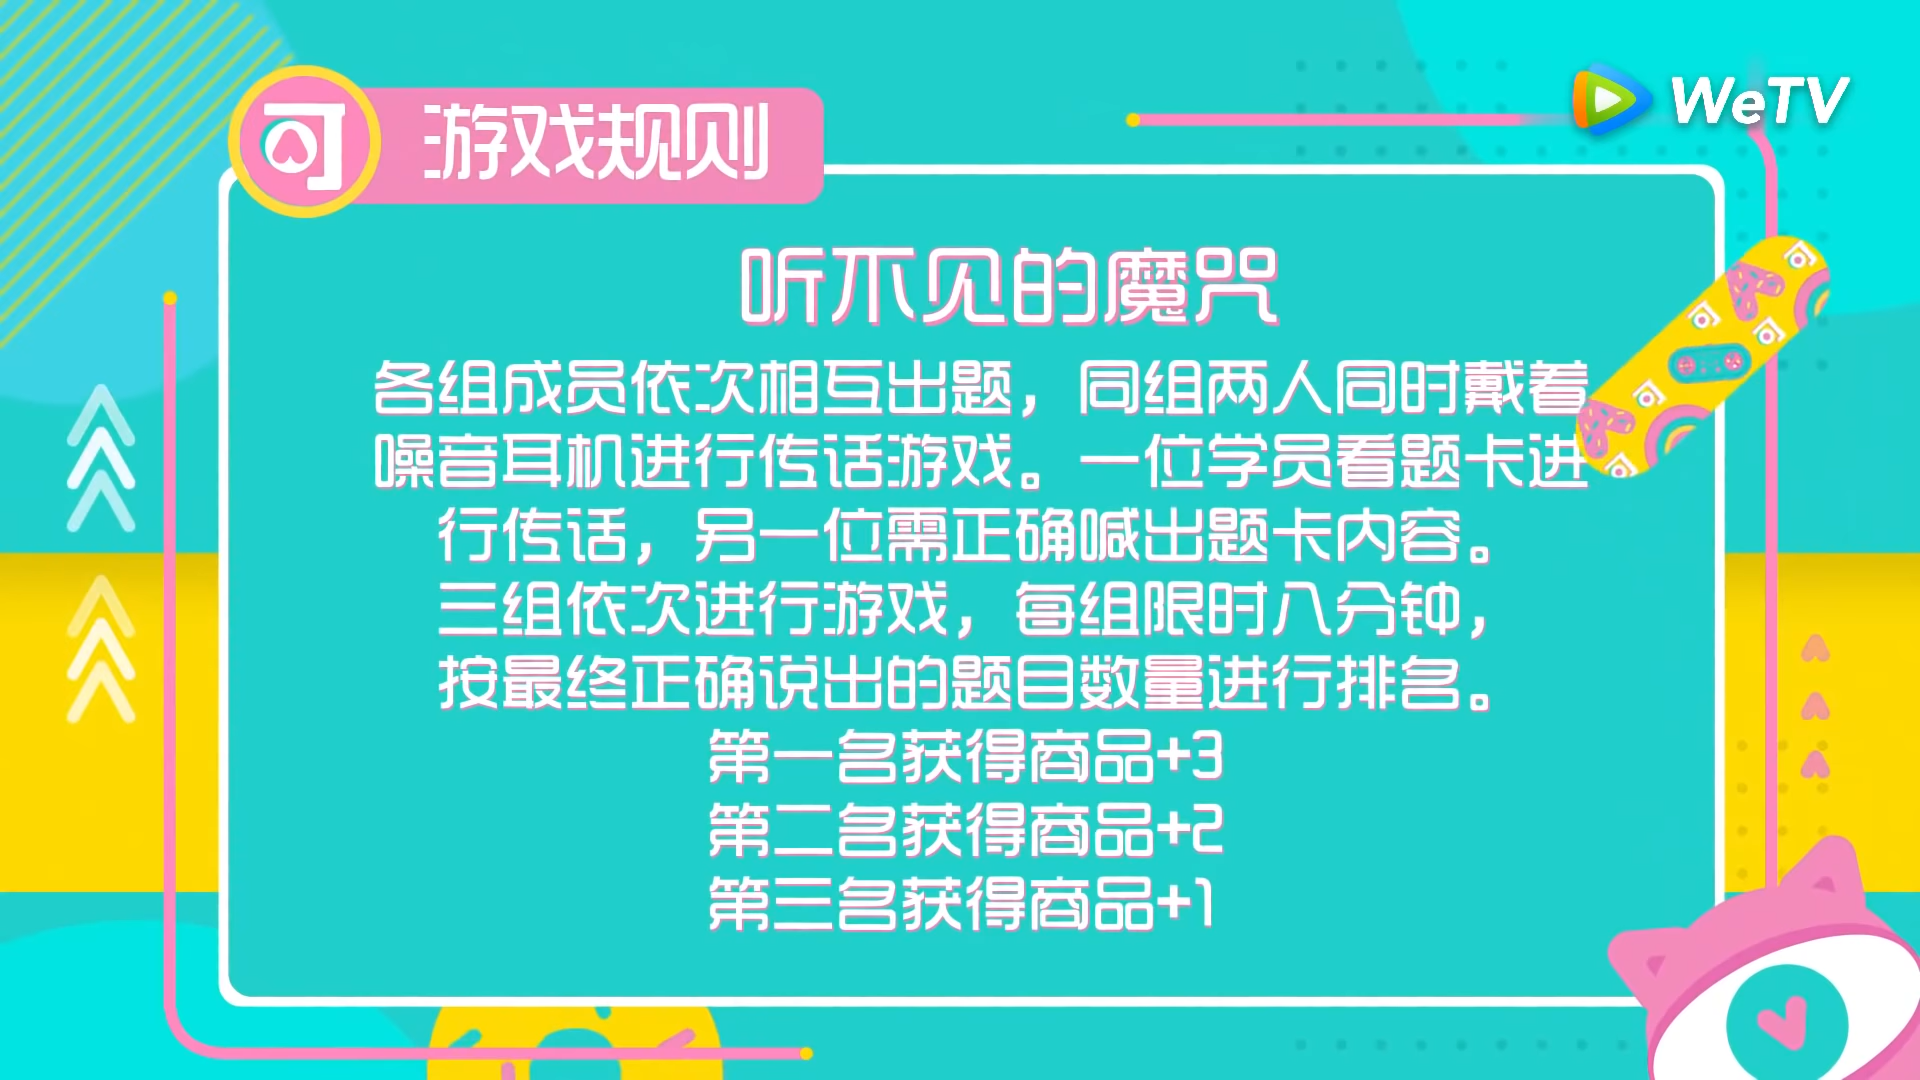 WeTV
可 游戏规则
听不见的魔咒
各组成员依次相互出题，同组两人同时戴着
噪音耳机进行传话游戏。一位学员看题卡进
行传话，另一位需正确喊出题卡内容。
三组依次进行游戏，每组限时八分钟，
按最终正确说出的题目数量进行排名。
第一名获得商品+3
第二名获得商品+2
第三名获得商品+1